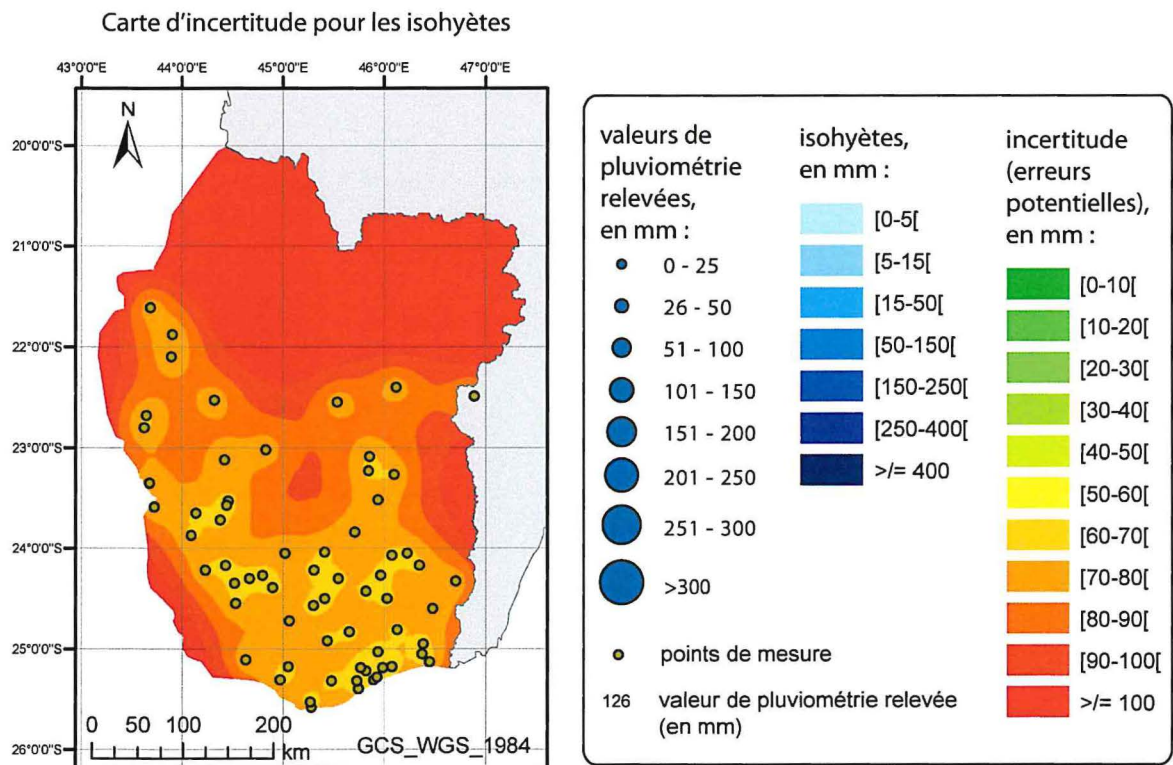 Carte d'incertitude pour les isohyètes
43°0'0"E 44°0'0"E 45°0'0"E 46°0'0"E 47°0'0"E
N
20°0'0"S
21°0'0"S
22°0'0"S
23°0'0"S
24°0'0"S
25°0'0"S
26°0'0"S
0 50 100 200
km
GCS_WGS_1984
valeurs de
pluviométrie
relevées,
en mm :
0 - 25
26 - 50
51 - 100
101 - 150
151 - 200
201 - 250
251 - 300
>300
points de mesure
126 valeur de pluviométrie relevée
(en mm)
isohyètes,
en mm :
[0-5[
[5-15[
[15-50[
[50-150[
[150-250[
[250-400[
>/= 400
incertitude
(erreurs
potentielles),
en mm :
[0-10[
[10-20[
[20-30[
[30-40[
[40-50[
[50-60[
[60-70[
[70-80[
[80-90[
[90-100[
>/= 100